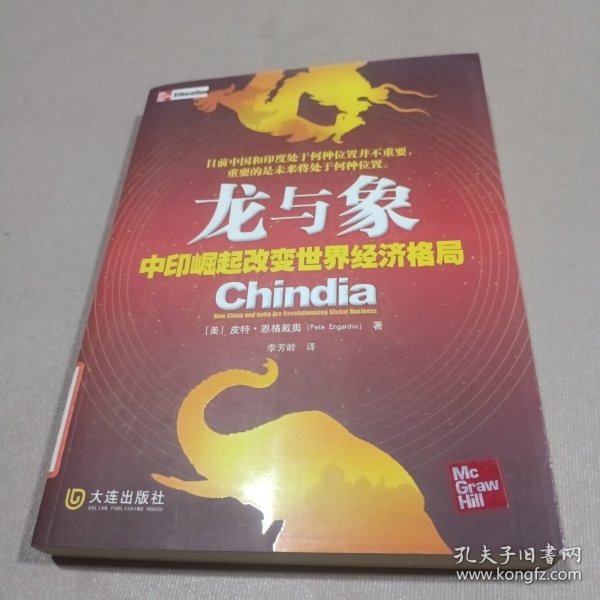 Education
目前中国和印度处于何种位置并不重要，
重要的是未来将处于何种位置。
龙与象
中印崛起改变世界经济格局
Chindia
How China and India Are Revolutionizing Global Business
[美] 皮特·恩格戴奥 (Pete Engardio) 著
李芳龄 译
Mc
Graw
Hill
大连出版社
DALIAN PUBLISHING HOUSE
孔夫子旧书网
www.kongfz.com